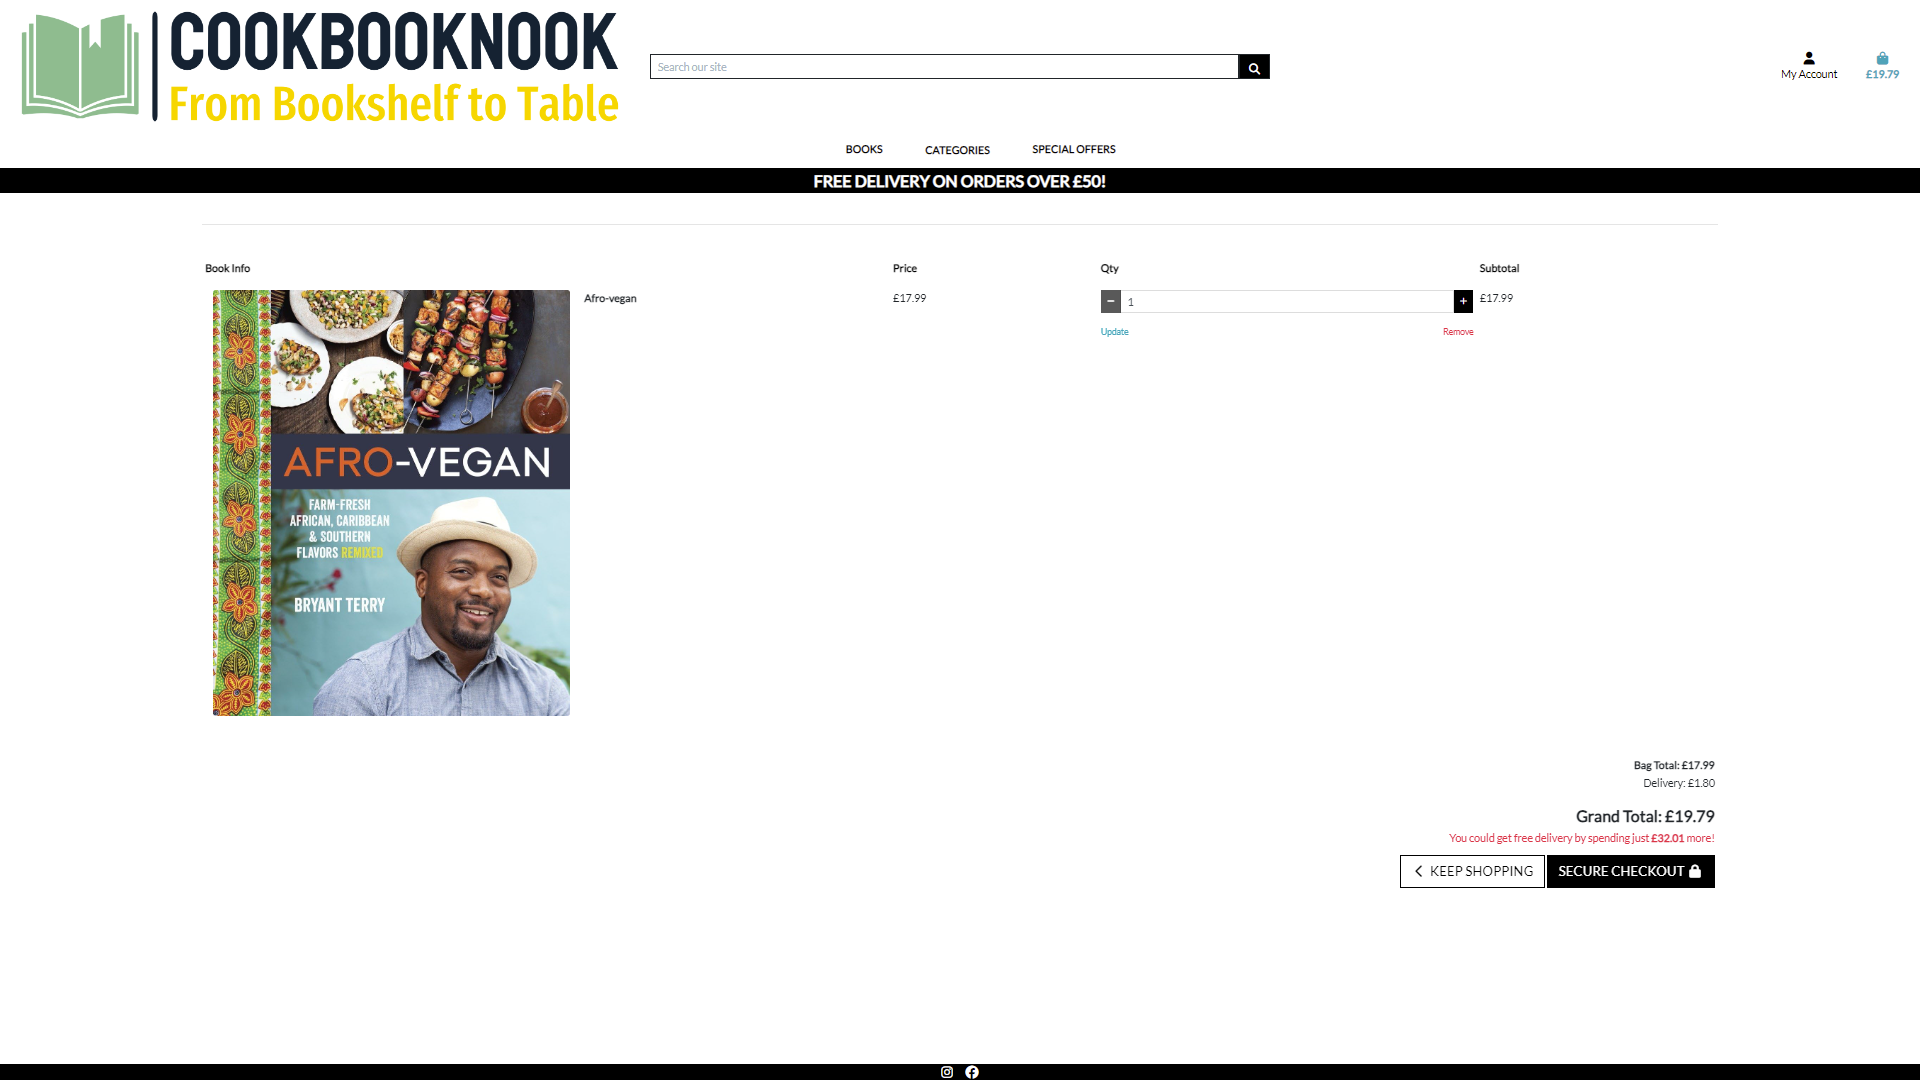 COOKBOOKNOOK
From Bookshelf to Table
Search our site
My Account
£19.79
BOOKS
CATEGORIES
SPECIAL OFFERS
FREE DELIVERY ON ORDERS OVER £50!
Book Info
Price
Qty
Subtotal
Afro-vegan
£17.99
1
£17.99
Update
Remove
AFRO-VEGAN
FARM-FRESH
AFRICAN, CARIBBEAN
& SOUTHERN
FLAVORS REMIXED
BRYANT TERRY
Bag Total: £17.99
Delivery: £1.80
Grand Total: £19.79
You could get free delivery by spending just £32.01 more!
KEEP SHOPPING
SECURE CHECKOUT